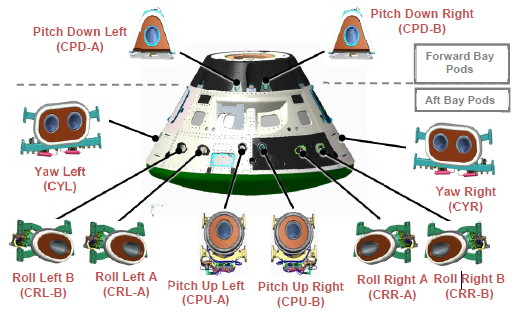 Pitch Down Left
(CPD-A)
Pitch Down Right
(CPD-B)
Forward Bay
Pods
Aft Bay Pods
Yaw Left
(CYL)
Yaw Right
(CYR)
Roll Left B
(CRL-B)
Roll Left A
(CRL-A)
Pitch Up Left
(CPU-A)
Pitch Up Right
(CPU-B)
Roll Right A
(CRR-A)
Roll Right B
(CRR-B)